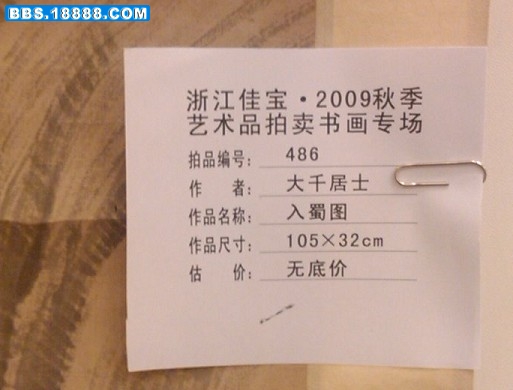 BBS.18888.COM
浙江佳宝·2009秋季
艺术品拍卖书画专场
拍品编号: 486
作 者: 大千居士
作品名称: 入蜀图
作品尺寸: 105×32cm
估 价: 无底价